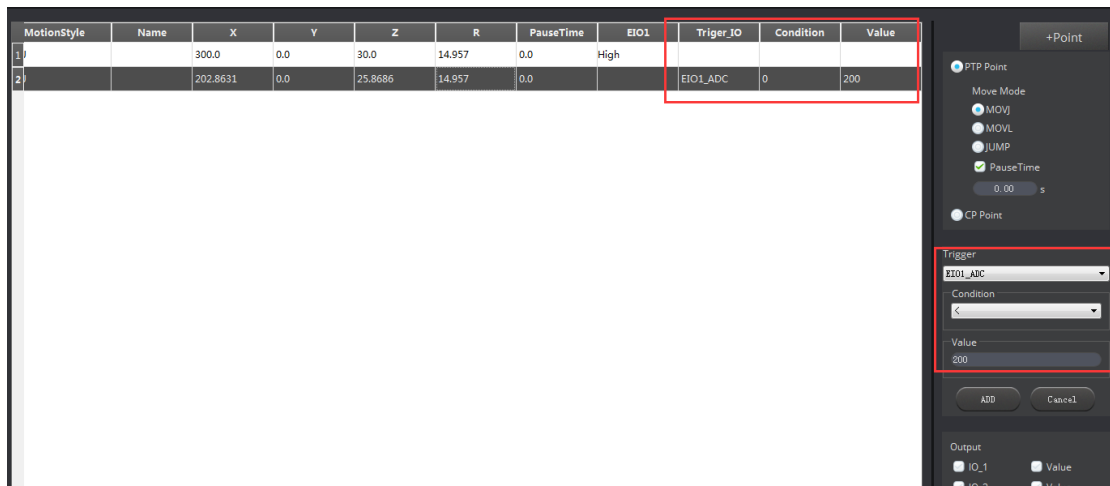 MotionStyle Name X Y Z R PauseTime EIO1 Triger_IO Condition Value
1 J 300.0 0.0 30.0 14.957 0.0 High
2 J 202.8631 0.0 25.8686 14.957 0.0 EIO1_ADC 0 200
+Point
PTP Point
Move Mode
MOVJ
MOVL
JUMP
PauseTime
0.00 s
CP Point
Trigger
EIO1_ADC
Condition
<
Value
200
ADD Cancel
Output
IO_1 Value